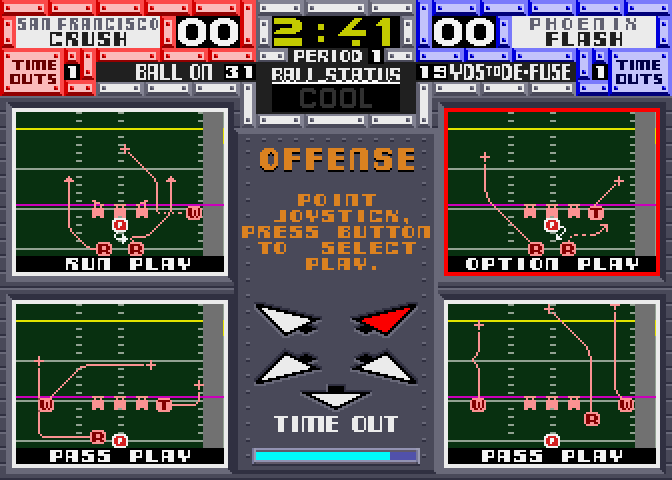 SAN FRANCISCO
CRUSH
00
2:41
00
PHOENIX
FLASH
PERIOD 1
TIME
OUTS
1
BALL ON 31
BALL STATUS
COOL
19 YDS TO DE-FUSE
1
TIME
OUTS
OFFENSE
POINT
JOYSTICK,
PRESS BUTTON
TO SELECT
PLAY.
W
Q
R
R
RUN PLAY
T
Q
R
R
OPTION PLAY
W
T
R
Q
PASS PLAY
TIME OUT
W
W
R
Q
PASS PLAY